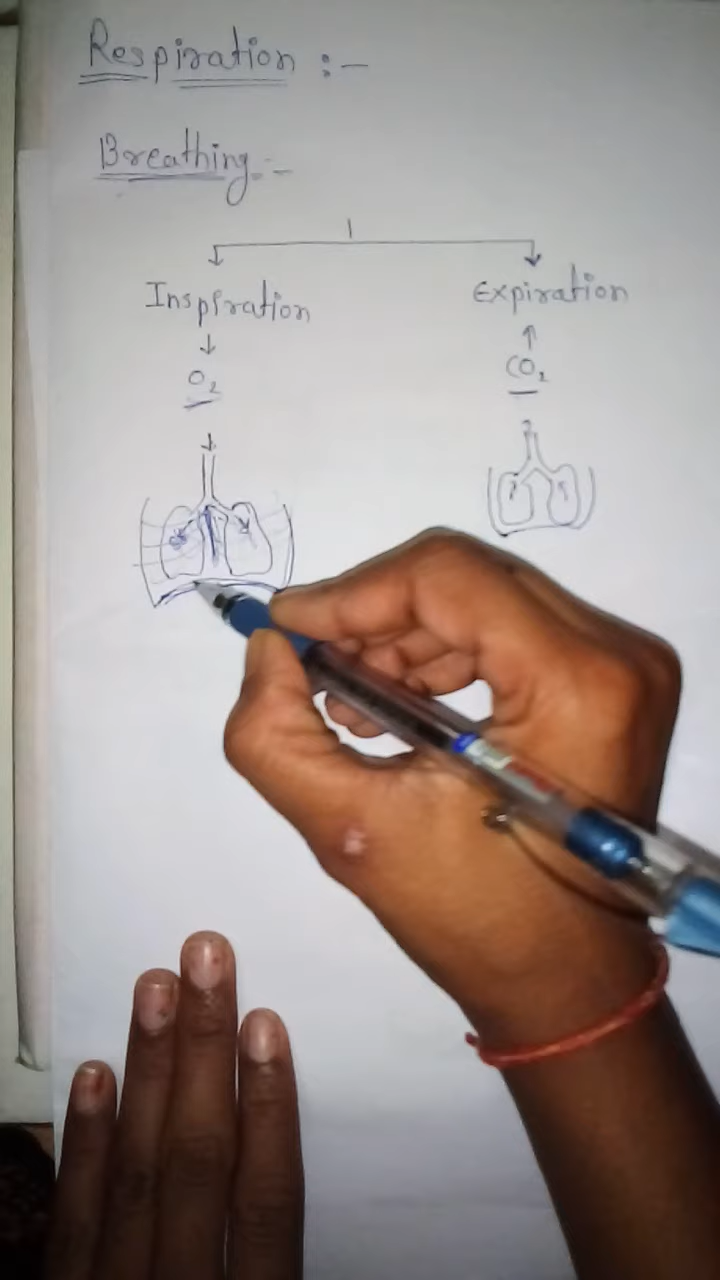 Respiration :-
Breathing :-
Inspiration
Expiration
O₂
CO₂